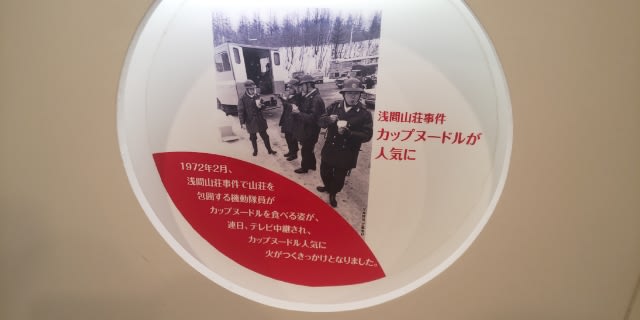 浅間山荘事件
カップヌードルが
人気に
1972年2月、
浅間山荘事件で山荘を
包囲する機動隊員が
カップヌードルを食べる姿が、
連日、テレビ中継され、
カップヌードル人気に
火がつくきっかけとなりました。